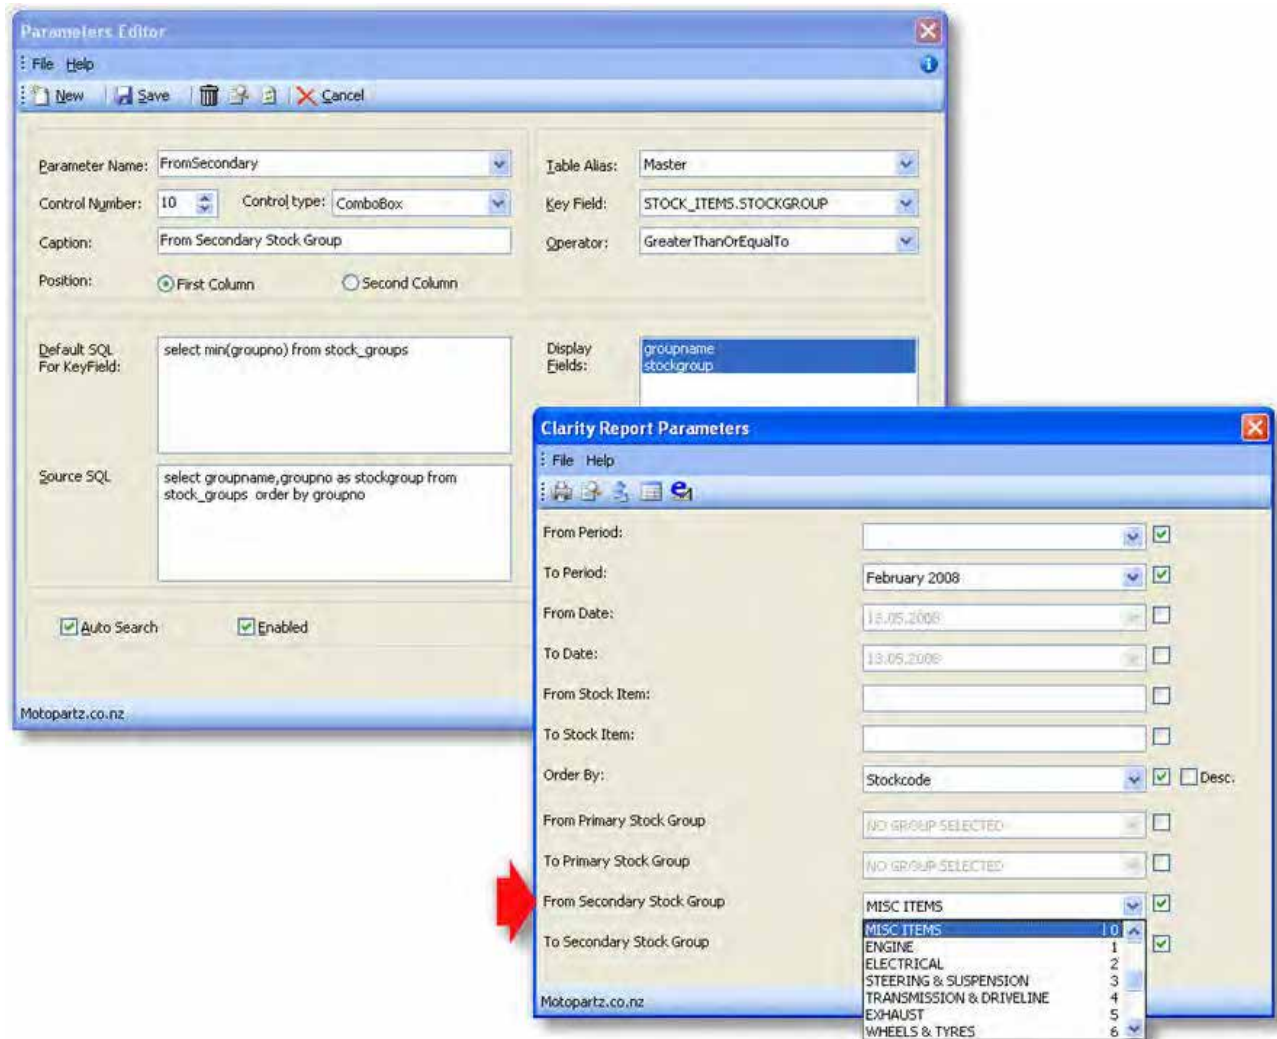 Parameters Editor
File Help
New Save Cancel
Parameter Name: FromSecondary
Table Alias: Master
Control Number: 10 Control type: ComboBox
Key Field: STOCK_ITEMS.STOCKGROUP
Caption: From Secondary Stock Group
Operator: GreaterThanOrEqualTo
Position: First Column Second Column
Default SQL
For KeyField:
select min(groupno) from stock_groups
Display
Fields:
groupname
stockgroup
Source SQL
select groupname,groupno as stockgroup from
stock_groups order by groupno
Auto Search Enabled
Motopartz.co.nz
Clarity Report Parameters
File Help
From Period:
To Period: February 2008
From Date: 13.05.2008
To Date: 13.05.2008
From Stock Item:
To Stock Item:
Order By: Stockcode Desc.
From Primary Stock Group NO GROUP SELECTED
To Primary Stock Group NO GROUP SELECTED
From Secondary Stock Group MISC ITEMS
To Secondary Stock Group
MISC ITEMS 0
ENGINE 1
ELECTRICAL 2
STEERING & SUSPENSION 3
TRANSMISSION & DRIVELINE 4
EXHAUST 5
WHEELS & TYRES 6
Motopartz.co.nz